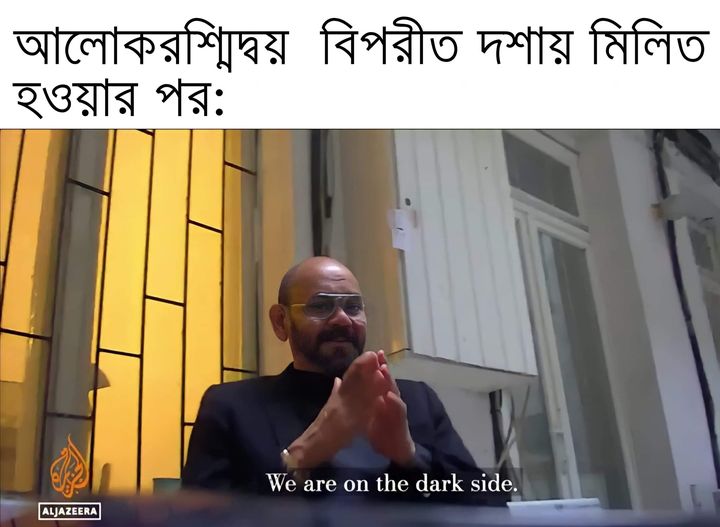 আলোকরশ্মিদ্বয় বিপরীত দশায় মিলিত
হওয়ার পর:
We are on the dark side.
ALJAZEERA